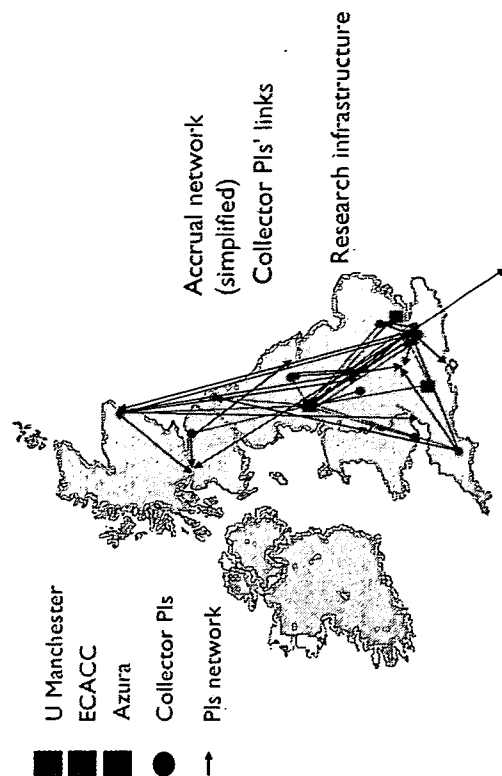 U Manchester
ECACC
Azura
Collector PIs
PIs network
Accrual network
(simplified)
Collector PIs' links
Research infrastructure